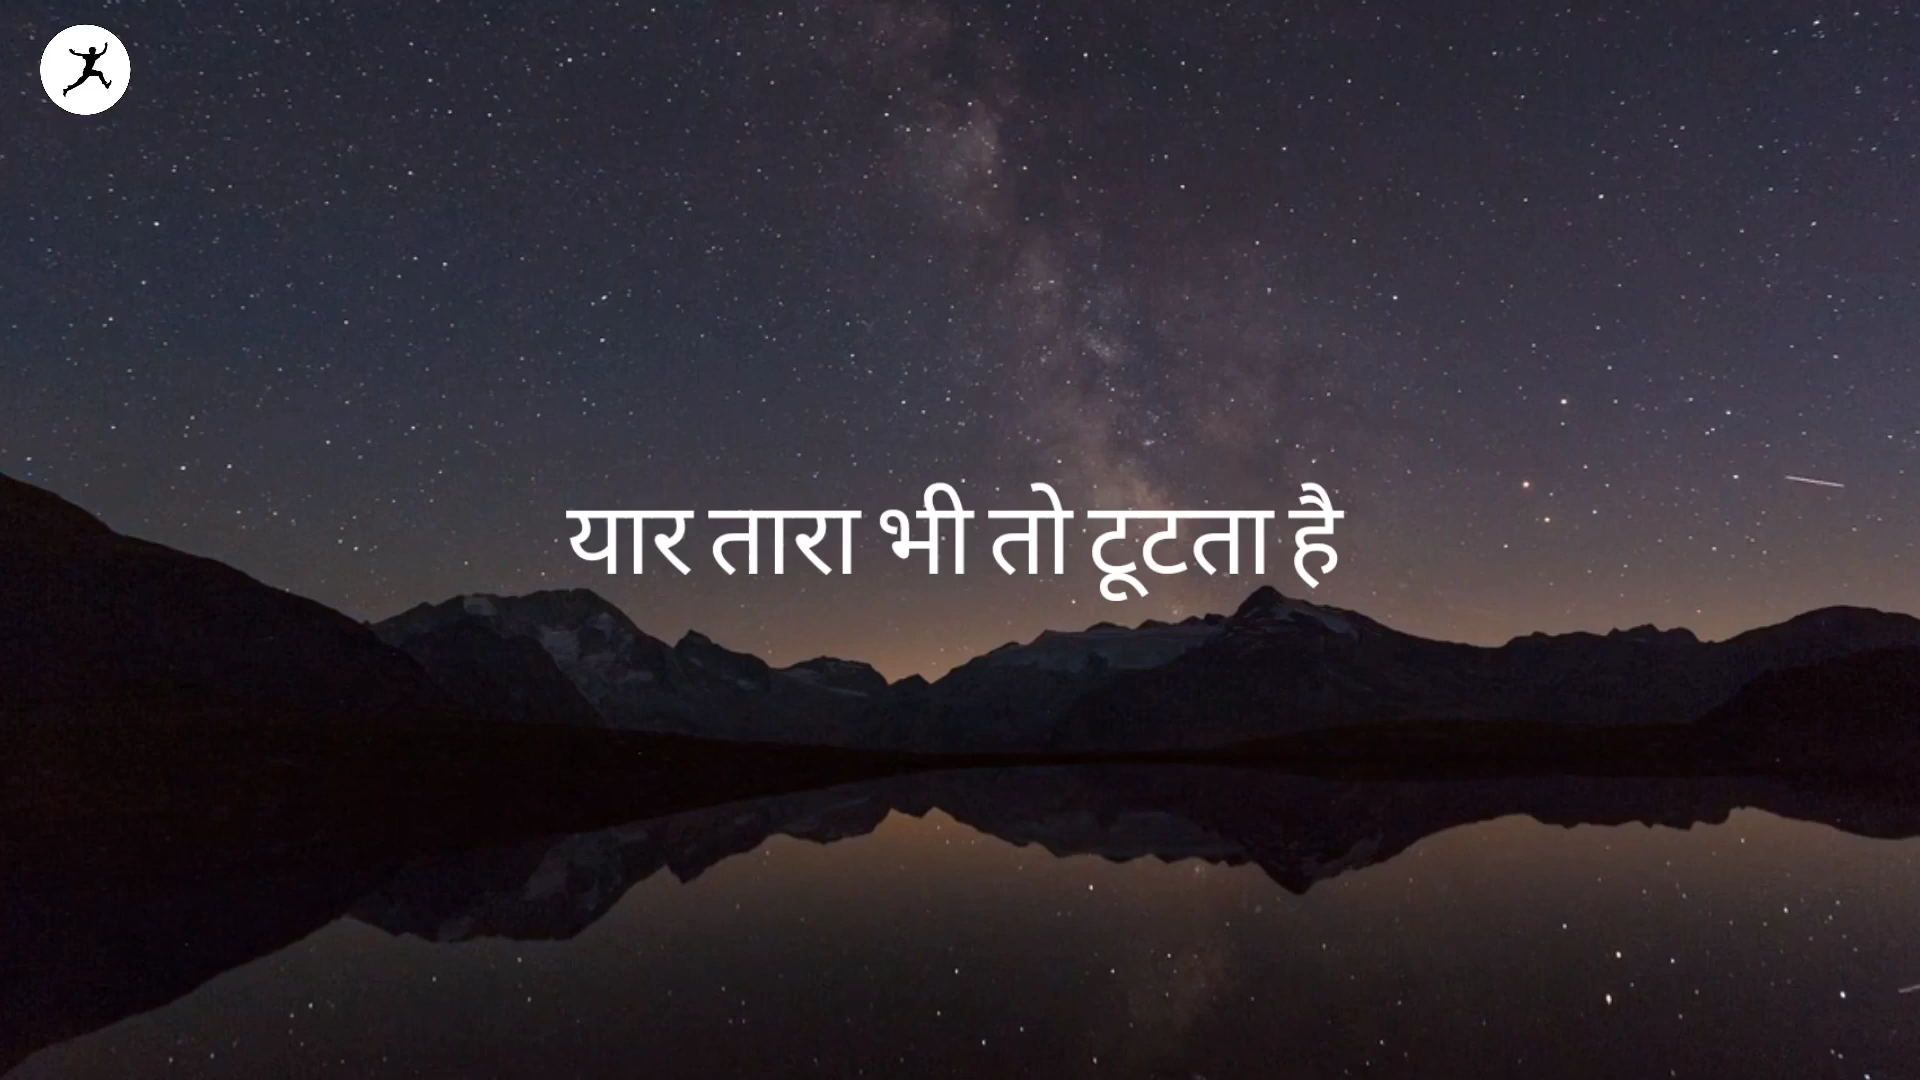 यार तारा भी तो टूटता है